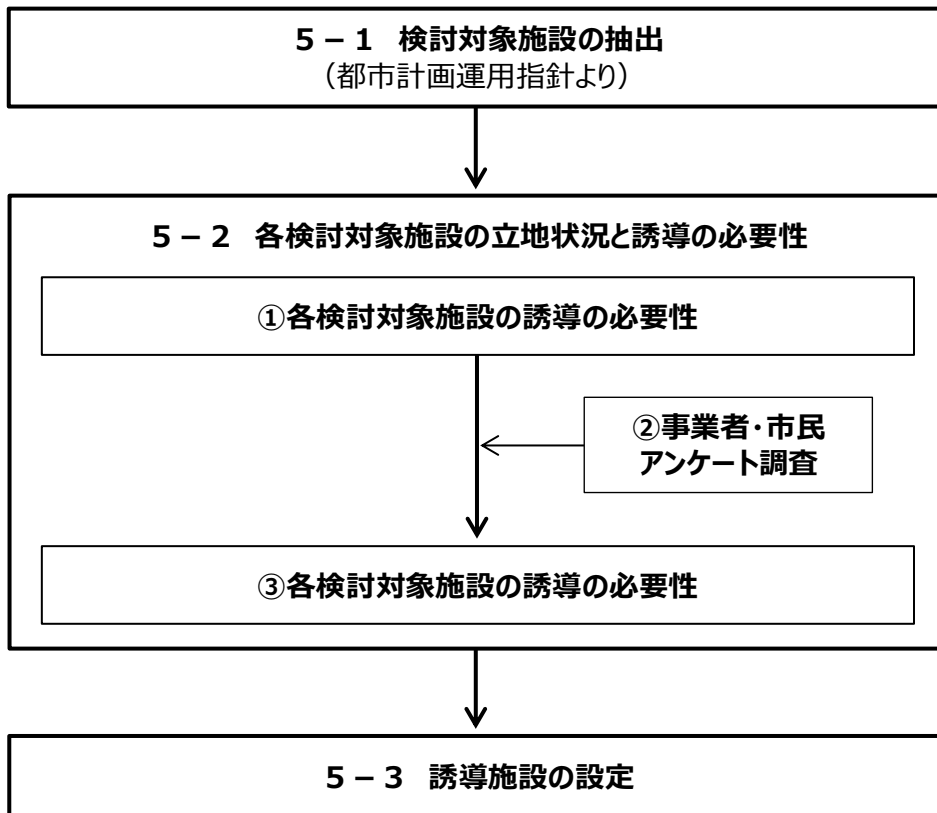 ５－１ 検討対象施設の抽出
（都市計画運用指針より）
５－２ 各検討対象施設の立地状況と誘導の必要性
①各検討対象施設の誘導の必要性
②事業者・市民
アンケート調査
③各検討対象施設の誘導の必要性
５－３ 誘導施設の設定